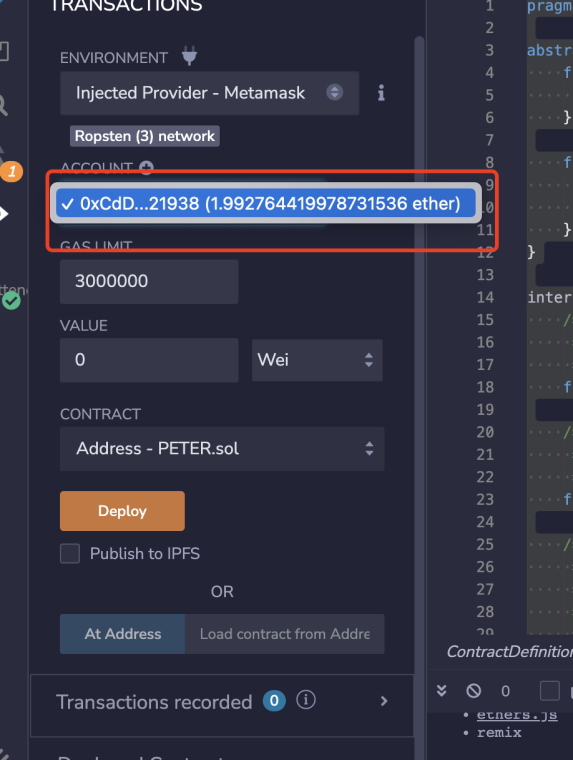 TRANSACTIONS
ENVIRONMENT
Injected Provider - Metamask
Ropsten (3) network
1
ACCOUNT
✓ 0xCdD...21938 (1.992764419978731536 ether)
GAS LIMIT
3000000
VALUE
0
Wei
CONTRACT
Address - PETER.sol
Deploy
Publish to IPFS
OR
At Address
Load contract from Addre
Transactions recorded 0
1 pragm
2
3 abstr
4 ····f
5 ····
6 ····}
7
8 ····f
9
10
11 ····}
12 }
13
14 inter
15 ····/
16 ····
17 ····
18 ····f
19
20 ····/
21 ····
22 ····
23 ····f
24
25 ····/
26 ····
27 ····
28 ····
29
ContractDefinition
0
• ethers.js
• remix